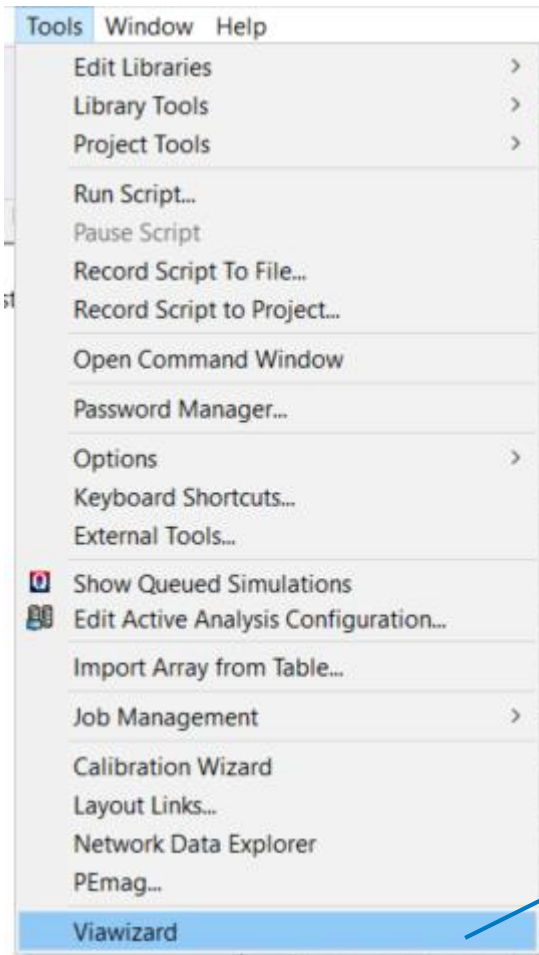 Tools Window Help
Edit Libraries
Library Tools
Project Tools
Run Script...
Pause Script
Record Script To File...
st
Record Script to Project...
Open Command Window
Password Manager...
Options
Keyboard Shortcuts...
External Tools...
Show Queued Simulations
Edit Active Analysis Configuration...
Import Array from Table...
Job Management
Calibration Wizard
Layout Links...
Network Data Explorer
PEmag...
Viawizard